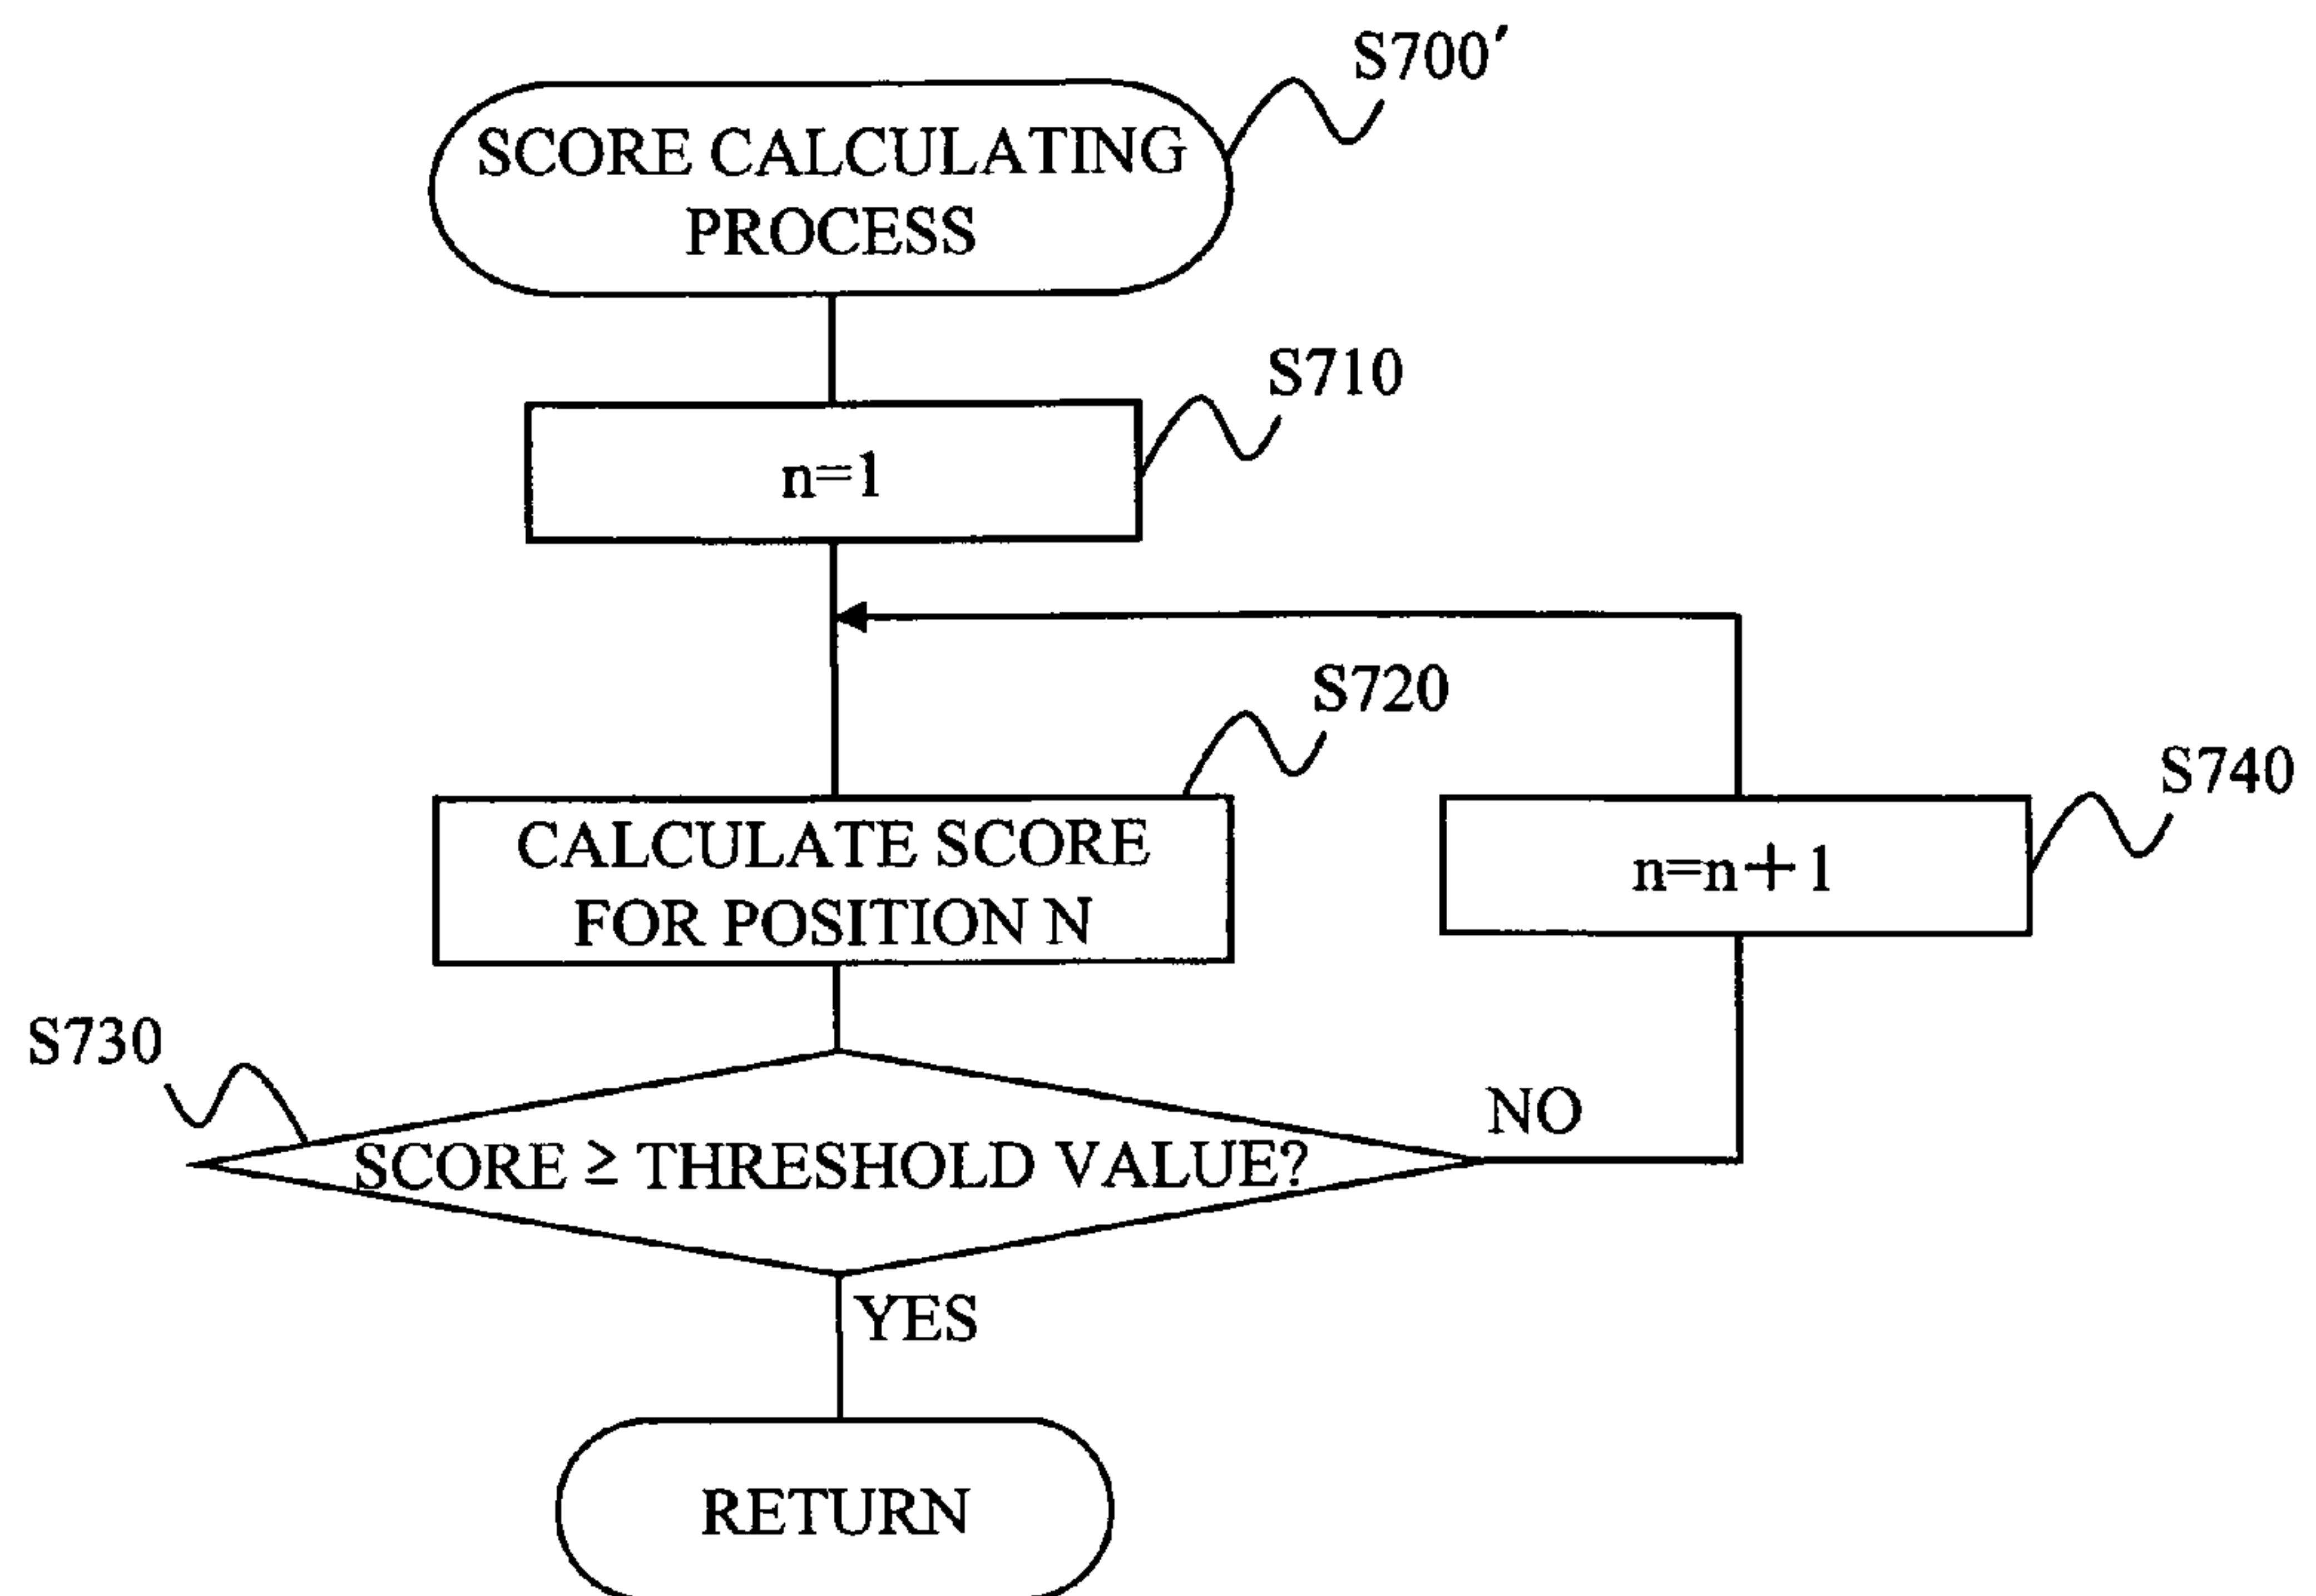 S700′
SCORE CALCULATING
PROCESS
S710
n=1
S720
CALCULATE SCORE
FOR POSITION N
S740
n=n+1
S730
SCORE ≥ THRESHOLD VALUE?
NO
YES
RETURN